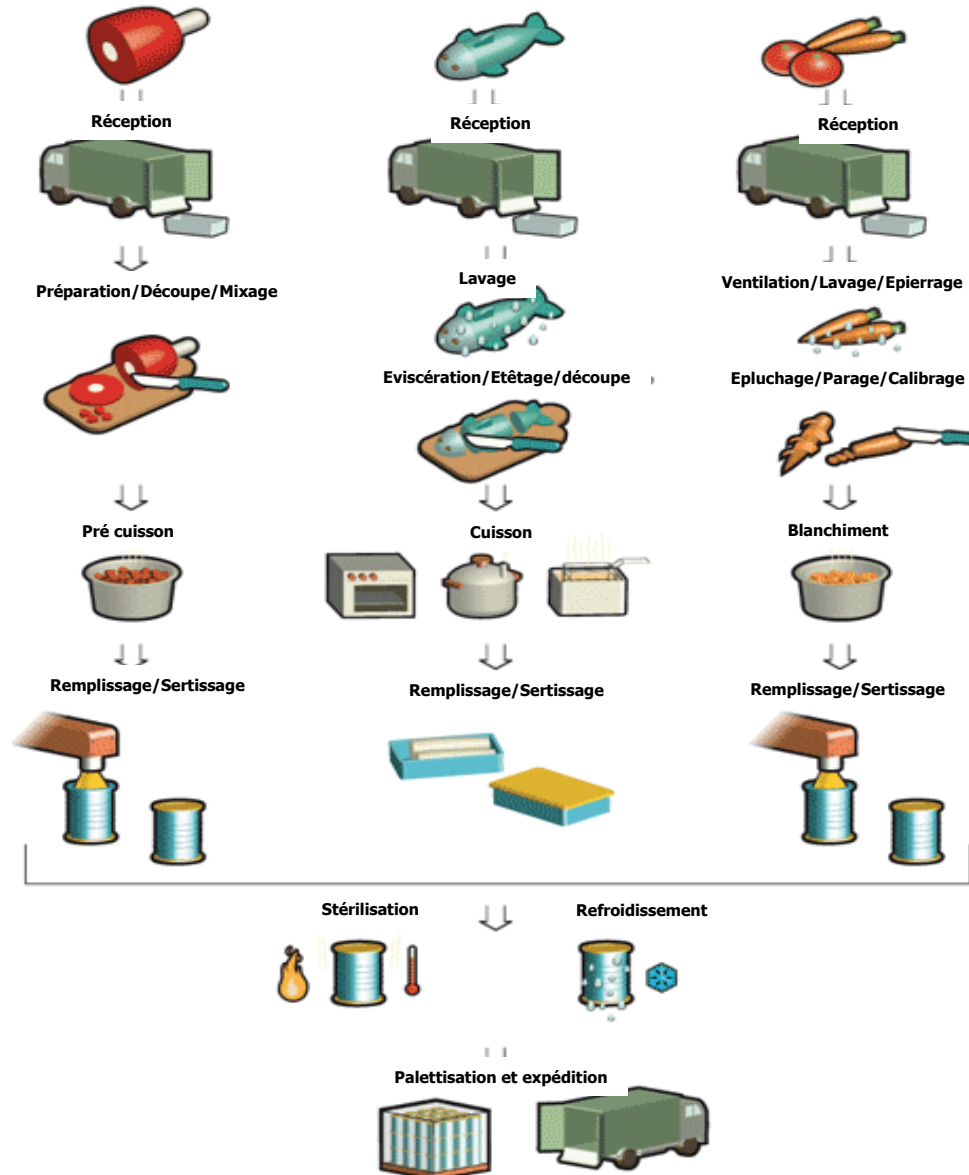 Réception
Réception
Réception
Préparation/Découpe/Mixage
Lavage
Ventilation/Lavage/Epierrage
Eviscération/Etêtage/découpe
Epluchage/Parage/Calibrage
Pré cuisson
Cuisson
Blanchiment
Remplissage/Sertissage
Remplissage/Sertissage
Remplissage/Sertissage
Stérilisation
Refroidissement
Palettisation et expédition